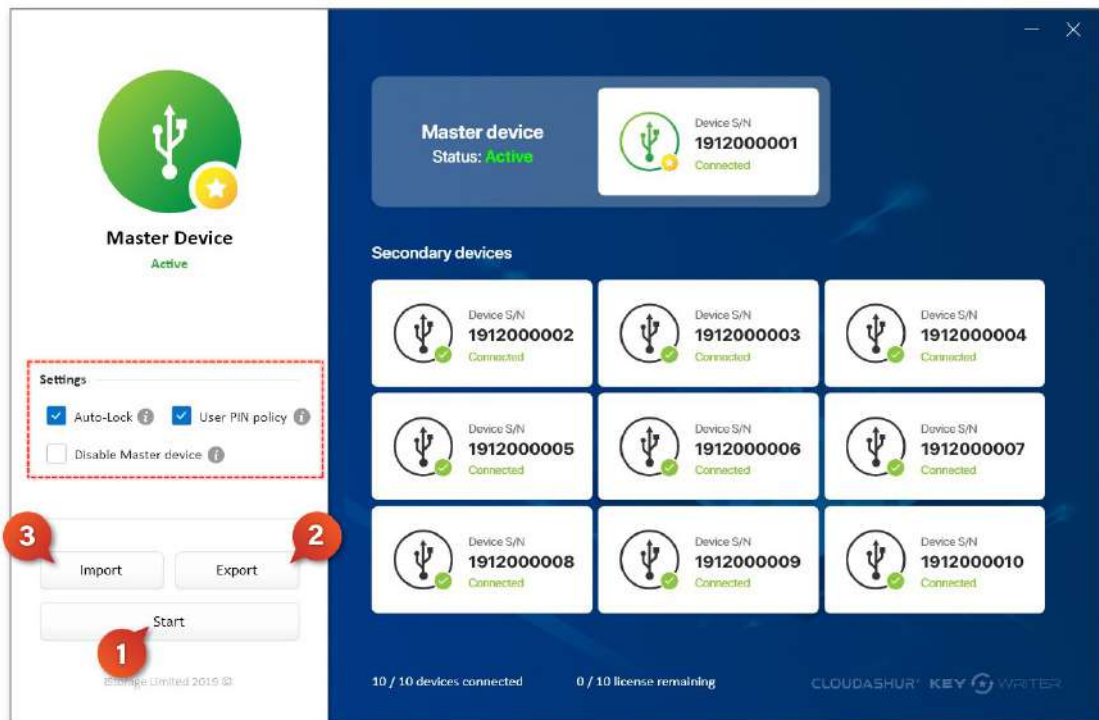 Master Device
Active
Settings
Auto-Lock
User PIN policy
Disable Master device
3
2
Import
Export
Start
1
iStorage Limited 2019 ©
Master device
Status: Active
Device S/N
1912000001
Connected
Secondary devices
Device S/N
1912000002
Connected
Device S/N
1912000003
Connected
Device S/N
1912000004
Connected
Device S/N
1912000005
Connected
Device S/N
1912000006
Connected
Device S/N
1912000007
Connected
Device S/N
1912000008
Connected
Device S/N
1912000009
Connected
Device S/N
1912000010
Connected
10 / 10 devices connected
0 / 10 license remaining
CLOUDASHUR® KEY WRITER